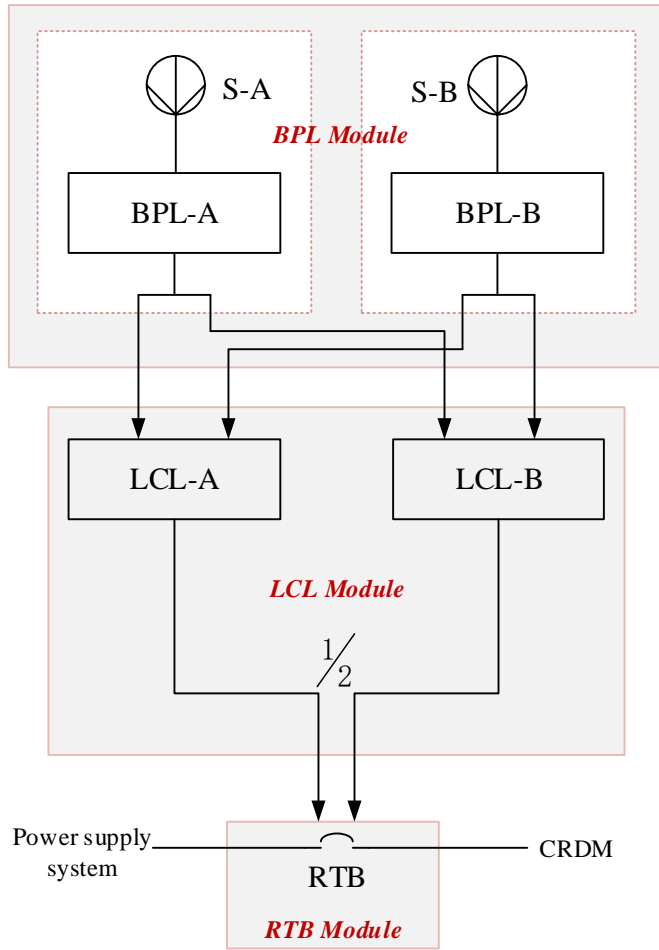 S-A
S-B
BPL Module
BPL-A
BPL-B
LCL-A
LCL-B
LCL Module
1/2
Power supply
system
CRDM
RTB
RTB Module